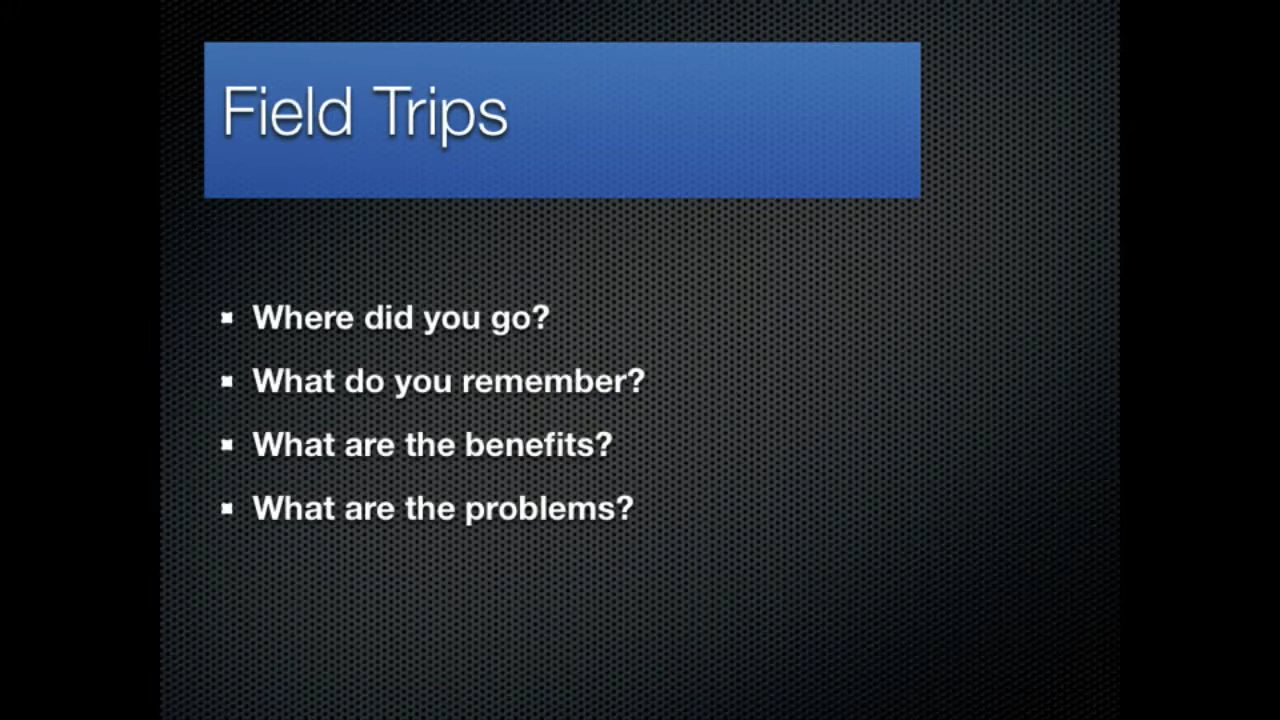 Field Trips
Where did you go?
What do you remember?
What are the benefits?
What are the problems?